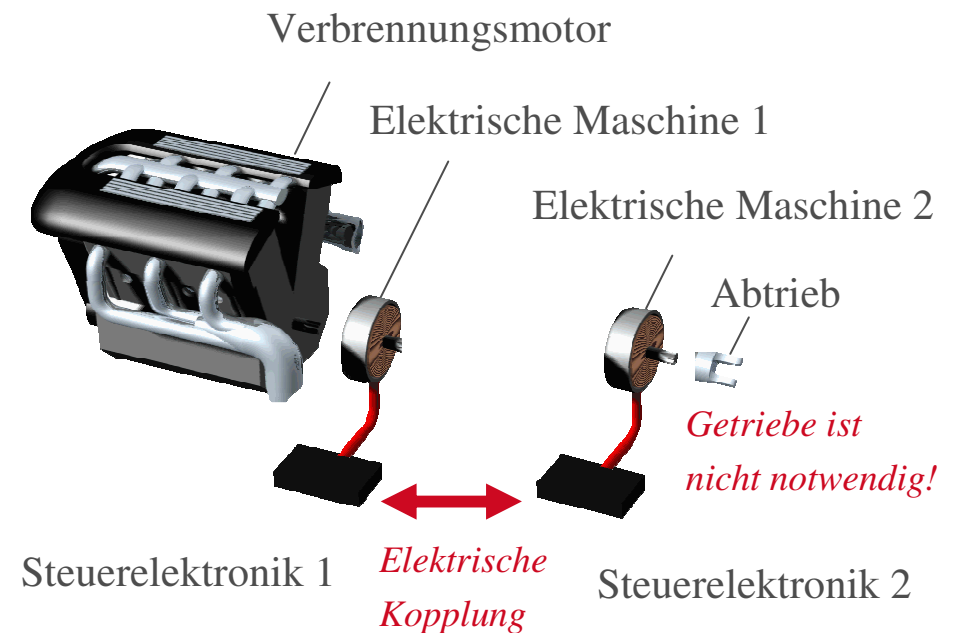 Verbrennungsmotor
Elektrische Maschine 1
Elektrische Maschine 2
Abtrieb
Getriebe ist
nicht notwendig!
Steuerelektronik 1
Elektrische
Kopplung
Steuerelektronik 2